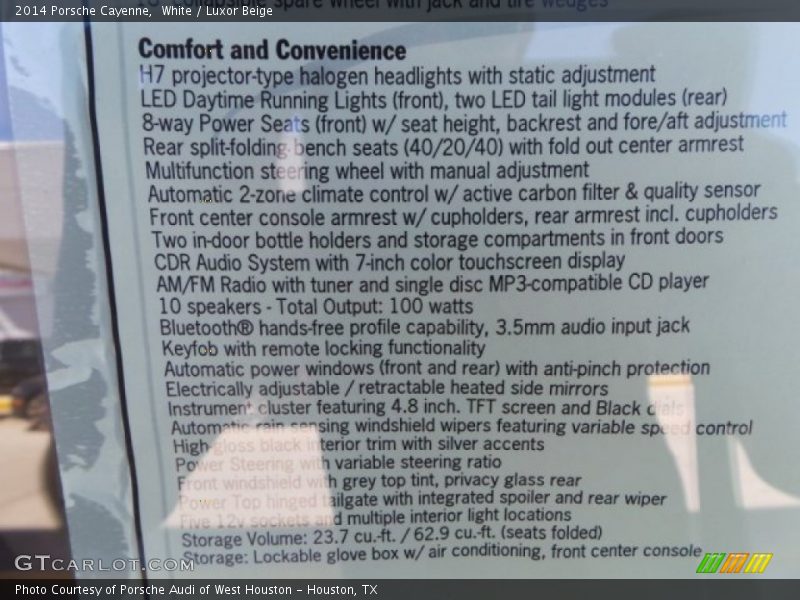 2014 Porsche Cayenne, White / Luxor Beige
collapsible spare wheel with jack and tire wedges
Comfort and Convenience
H7 projector-type halogen headlights with static adjustment
LED Daytime Running Lights (front), two LED tail light modules (rear)
8-way Power Seats (front) w/ seat height, backrest and fore/aft adjustment
Rear split-folding bench seats (40/20/40) with fold out center armrest
Multifunction steering wheel with manual adjustment
Automatic 2-zone climate control w/ active carbon filter & quality sensor
Front center console armrest w/ cupholders, rear armrest incl. cupholders
Two in-door bottle holders and storage compartments in front doors
CDR Audio System with 7-inch color touchscreen display
AM/FM Radio with tuner and single disc MP3-compatible CD player
10 speakers - Total Output: 100 watts
Bluetooth® hands-free profile capability, 3.5mm audio input jack
Keyfob with remote locking functionality
Automatic power windows (front and rear) with anti-pinch protection
Electrically adjustable / retractable heated side mirrors
Instrument cluster featuring 4.8 inch. TFT screen and Black dials
Automatic rain sensing windshield wipers featuring variable speed control
High-gloss black interior trim with silver accents
Power Steering with variable steering ratio
Front windshield with grey top tint, privacy glass rear
Power Top hinged tailgate with integrated spoiler and rear wiper
Five 12v sockets and multiple interior light locations
Storage Volume: 23.7 cu.-ft. / 62.9 cu.-ft. (seats folded)
Storage: Lockable glove box w/ air conditioning, front center console
GTCARLOT.COM
Photo Courtesy of Porsche Audi of West Houston - Houston, TX